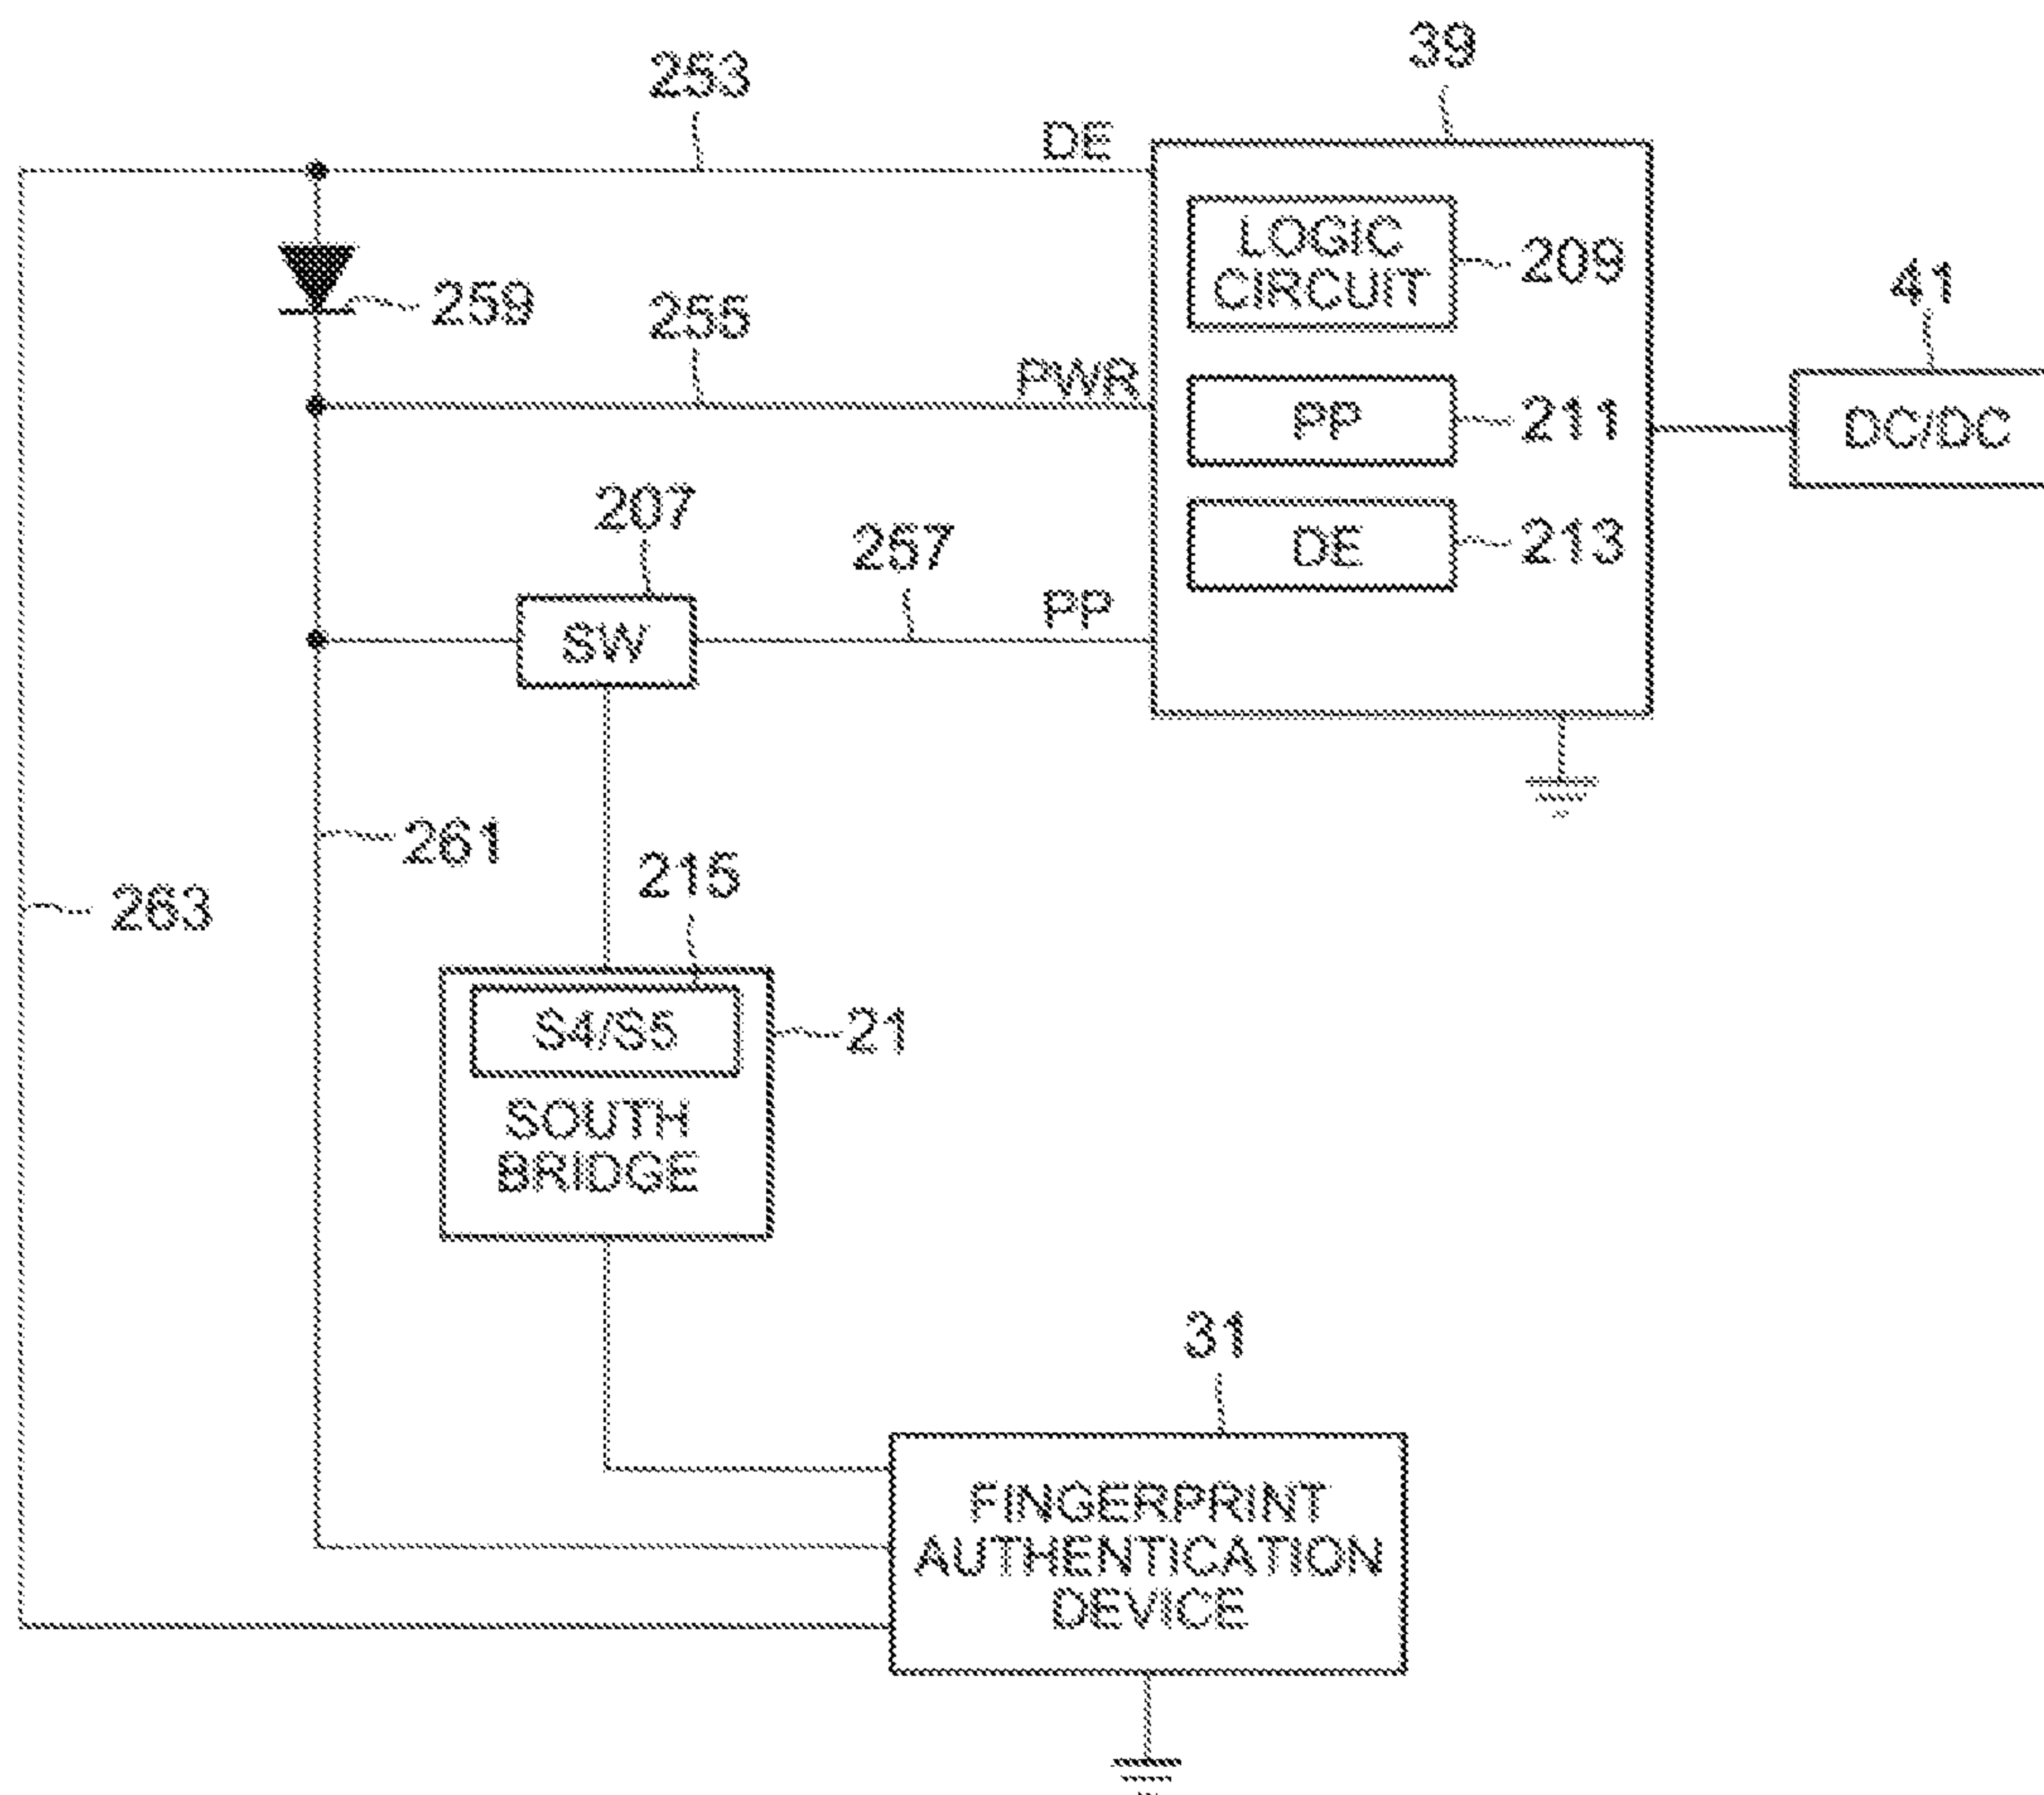 39
253
DE
LOGIC
CIRCUIT
209
41
259
255
PWR
PP
211
DC/DC
207
257
DE
213
SW
PP
261
215
263
S4/S5
21
SOUTH
BRIDGE
31
FINGERPRINT
AUTHENTICATION
DEVICE